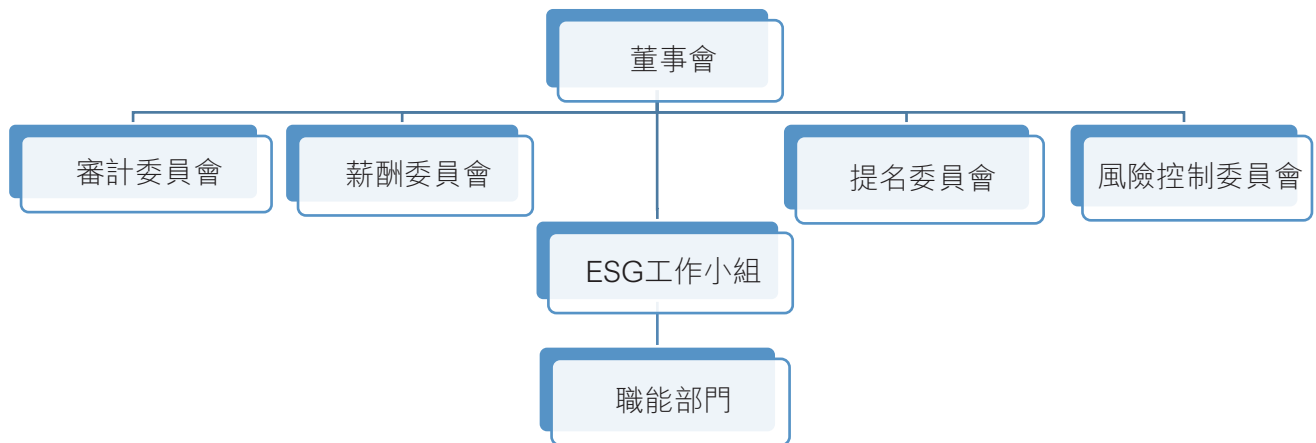 董事會
審計委員會
薪酬委員會
提名委員會
風險控制委員會
ESG工作小組
職能部門